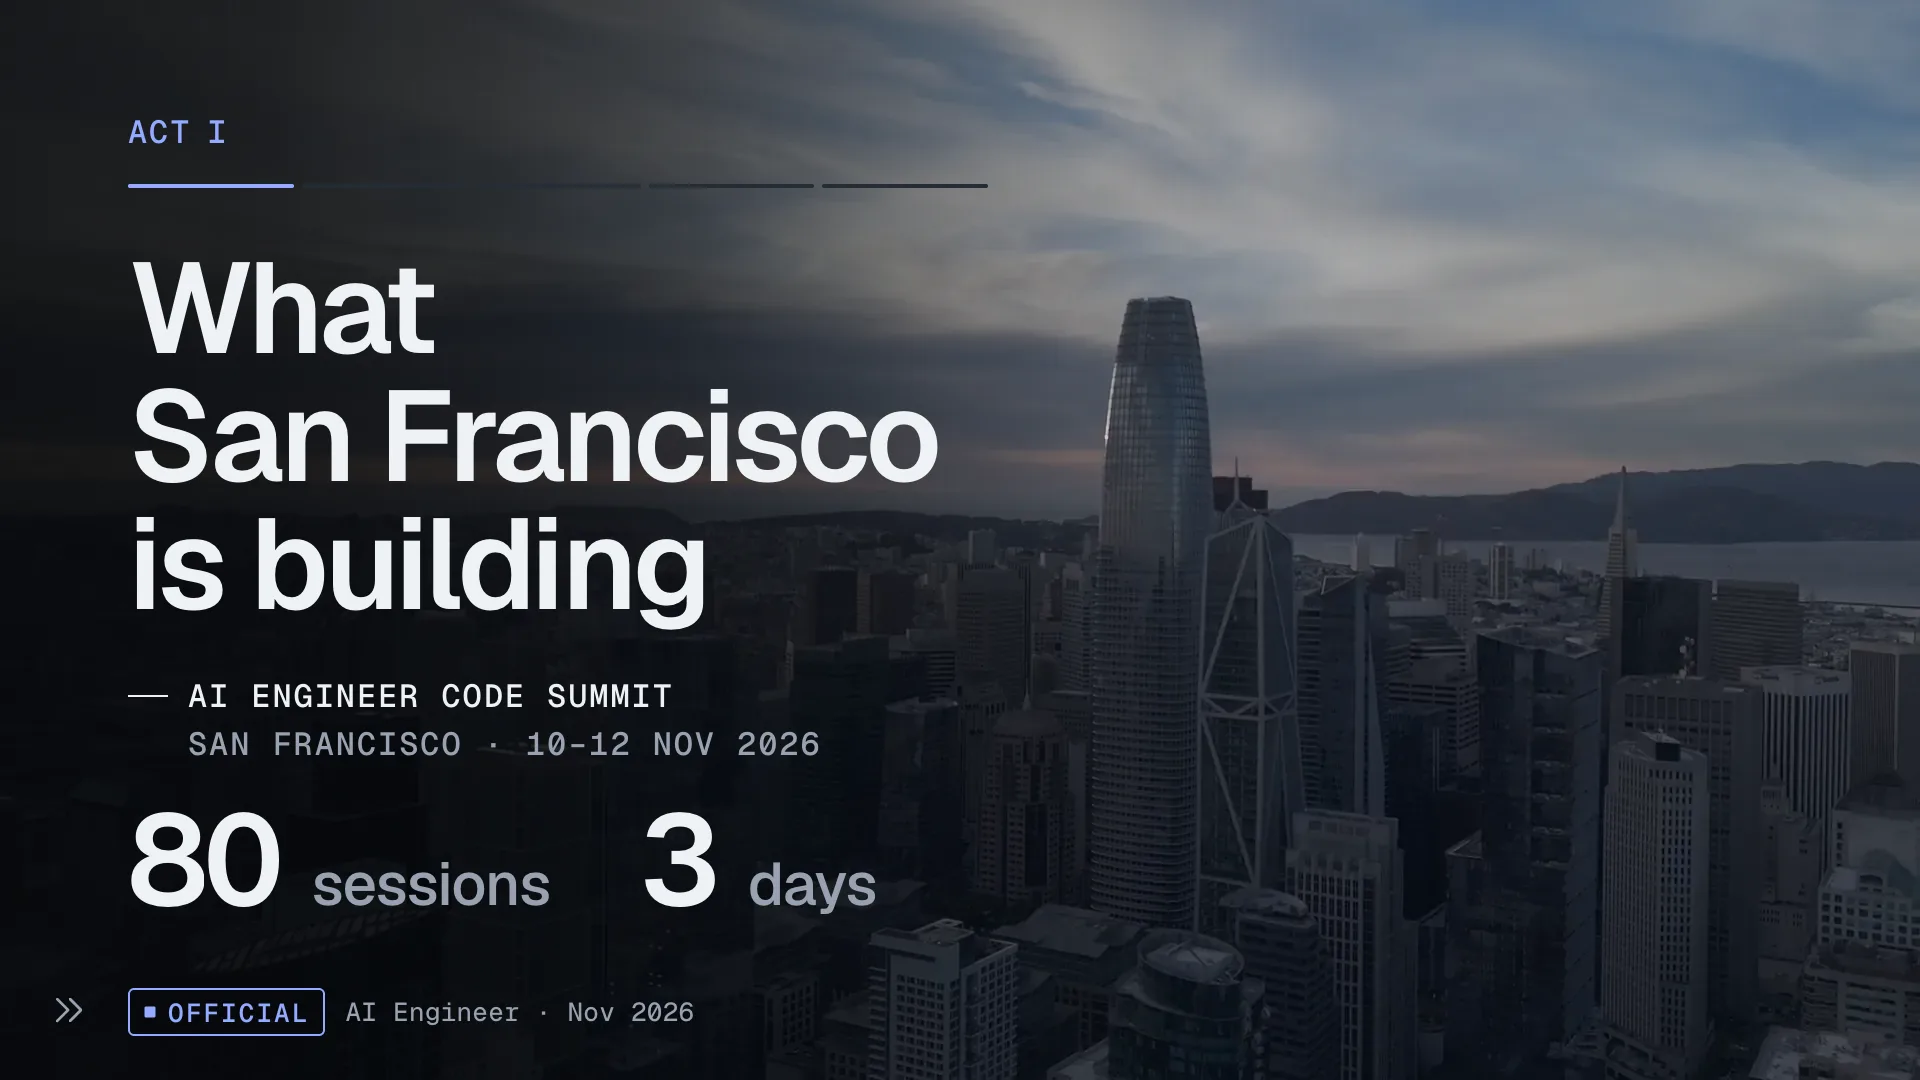 ACT I
What
San Francisco
is building
AI ENGINEER CODE SUMMIT
SAN FRANCISCO · 10–12 NOV 2026
80 sessions 3 days
OFFICIAL AI Engineer · Nov 2026